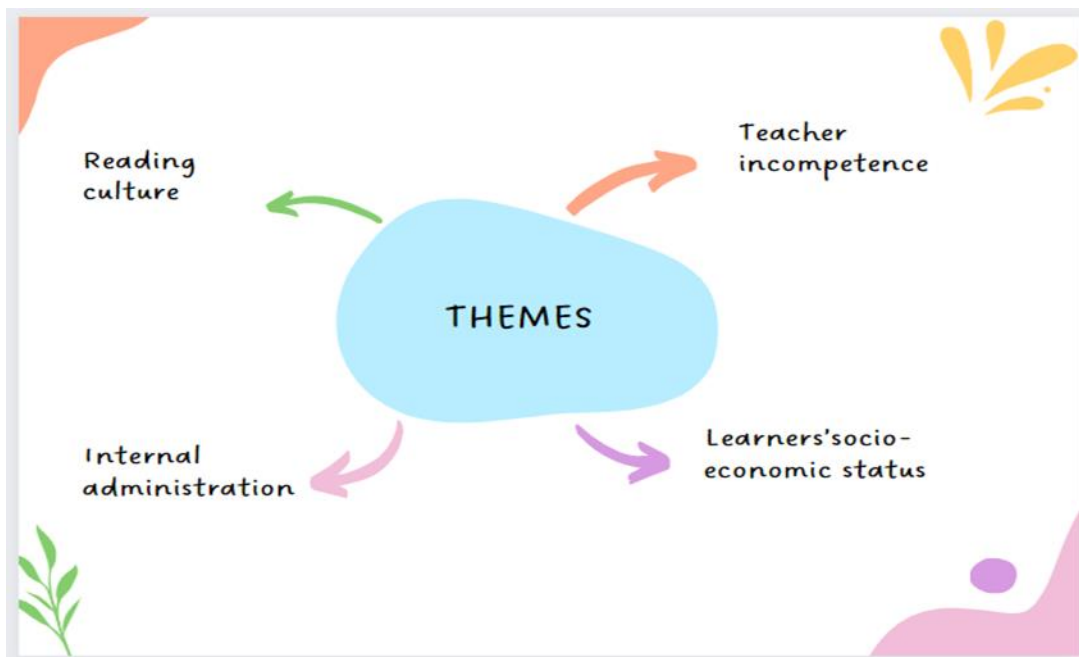 Reading
culture
Teacher
incompetence
THEMES
Internal
administration
Learners'socio-
economic status